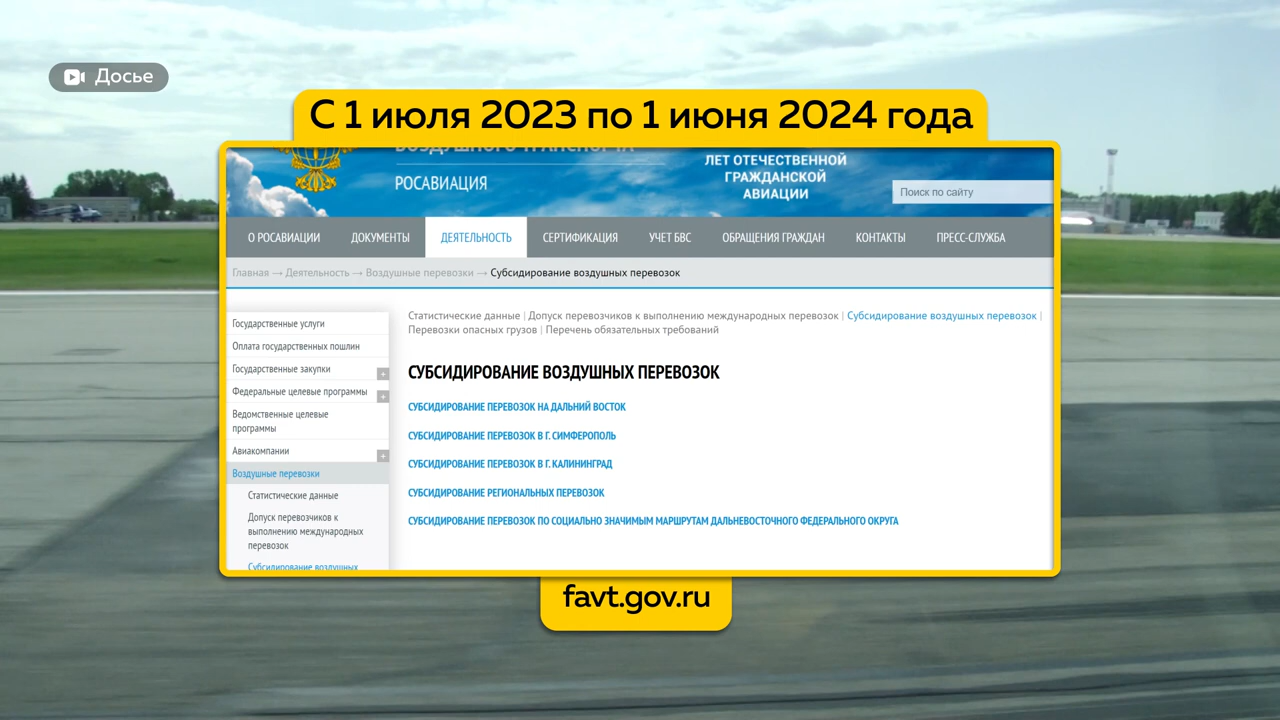 Досье
С 1 июля 2023 по 1 июня 2024 года
ВОЗДУШНОГО ТРАНСПОРТА
РОСАВИАЦИЯ
ЛЕТ ОТЕЧЕСТВЕННОЙ
ГРАЖДАНСКОЙ
АВИАЦИИ
Поиск по сайту
О РОСАВИАЦИИ ДОКУМЕНТЫ ДЕЯТЕЛЬНОСТЬ СЕРТИФИКАЦИЯ УЧЕТ БВС ОБРАЩЕНИЯ ГРАЖДАН КОНТАКТЫ ПРЕСС-СЛУЖБА
Главная → Деятельность → Воздушные перевозки → Субсидирование воздушных перевозок
Государственные услуги
Оплата государственных пошлин
Государственные закупки
Федеральные целевые программы
Ведомственные целевые
программы
Авиакомпании
Воздушные перевозки
Статистические данные
Допуск перевозчиков к
выполнению международных
перевозок
Субсидирование воздушных
Статистические данные | Допуск перевозчиков к выполнению международных перевозок | Субсидирование воздушных перевозок |
Перевозки опасных грузов | Перечень обязательных требований
СУБСИДИРОВАНИЕ ВОЗДУШНЫХ ПЕРЕВОЗОК
СУБСИДИРОВАНИЕ ПЕРЕВОЗОК НА ДАЛЬНИЙ ВОСТОК
СУБСИДИРОВАНИЕ ПЕРЕВОЗОК В Г. СИМФЕРОПОЛЬ
СУБСИДИРОВАНИЕ ПЕРЕВОЗОК В Г. КАЛИНИНГРАД
СУБСИДИРОВАНИЕ РЕГИОНАЛЬНЫХ ПЕРЕВОЗОК
СУБСИДИРОВАНИЕ ПЕРЕВОЗОК ПО СОЦИАЛЬНО ЗНАЧИМЫМ МАРШРУТАМ ДАЛЬНЕВОСТОЧНОГО ФЕДЕРАЛЬНОГО ОКРУГА
favt.gov.ru